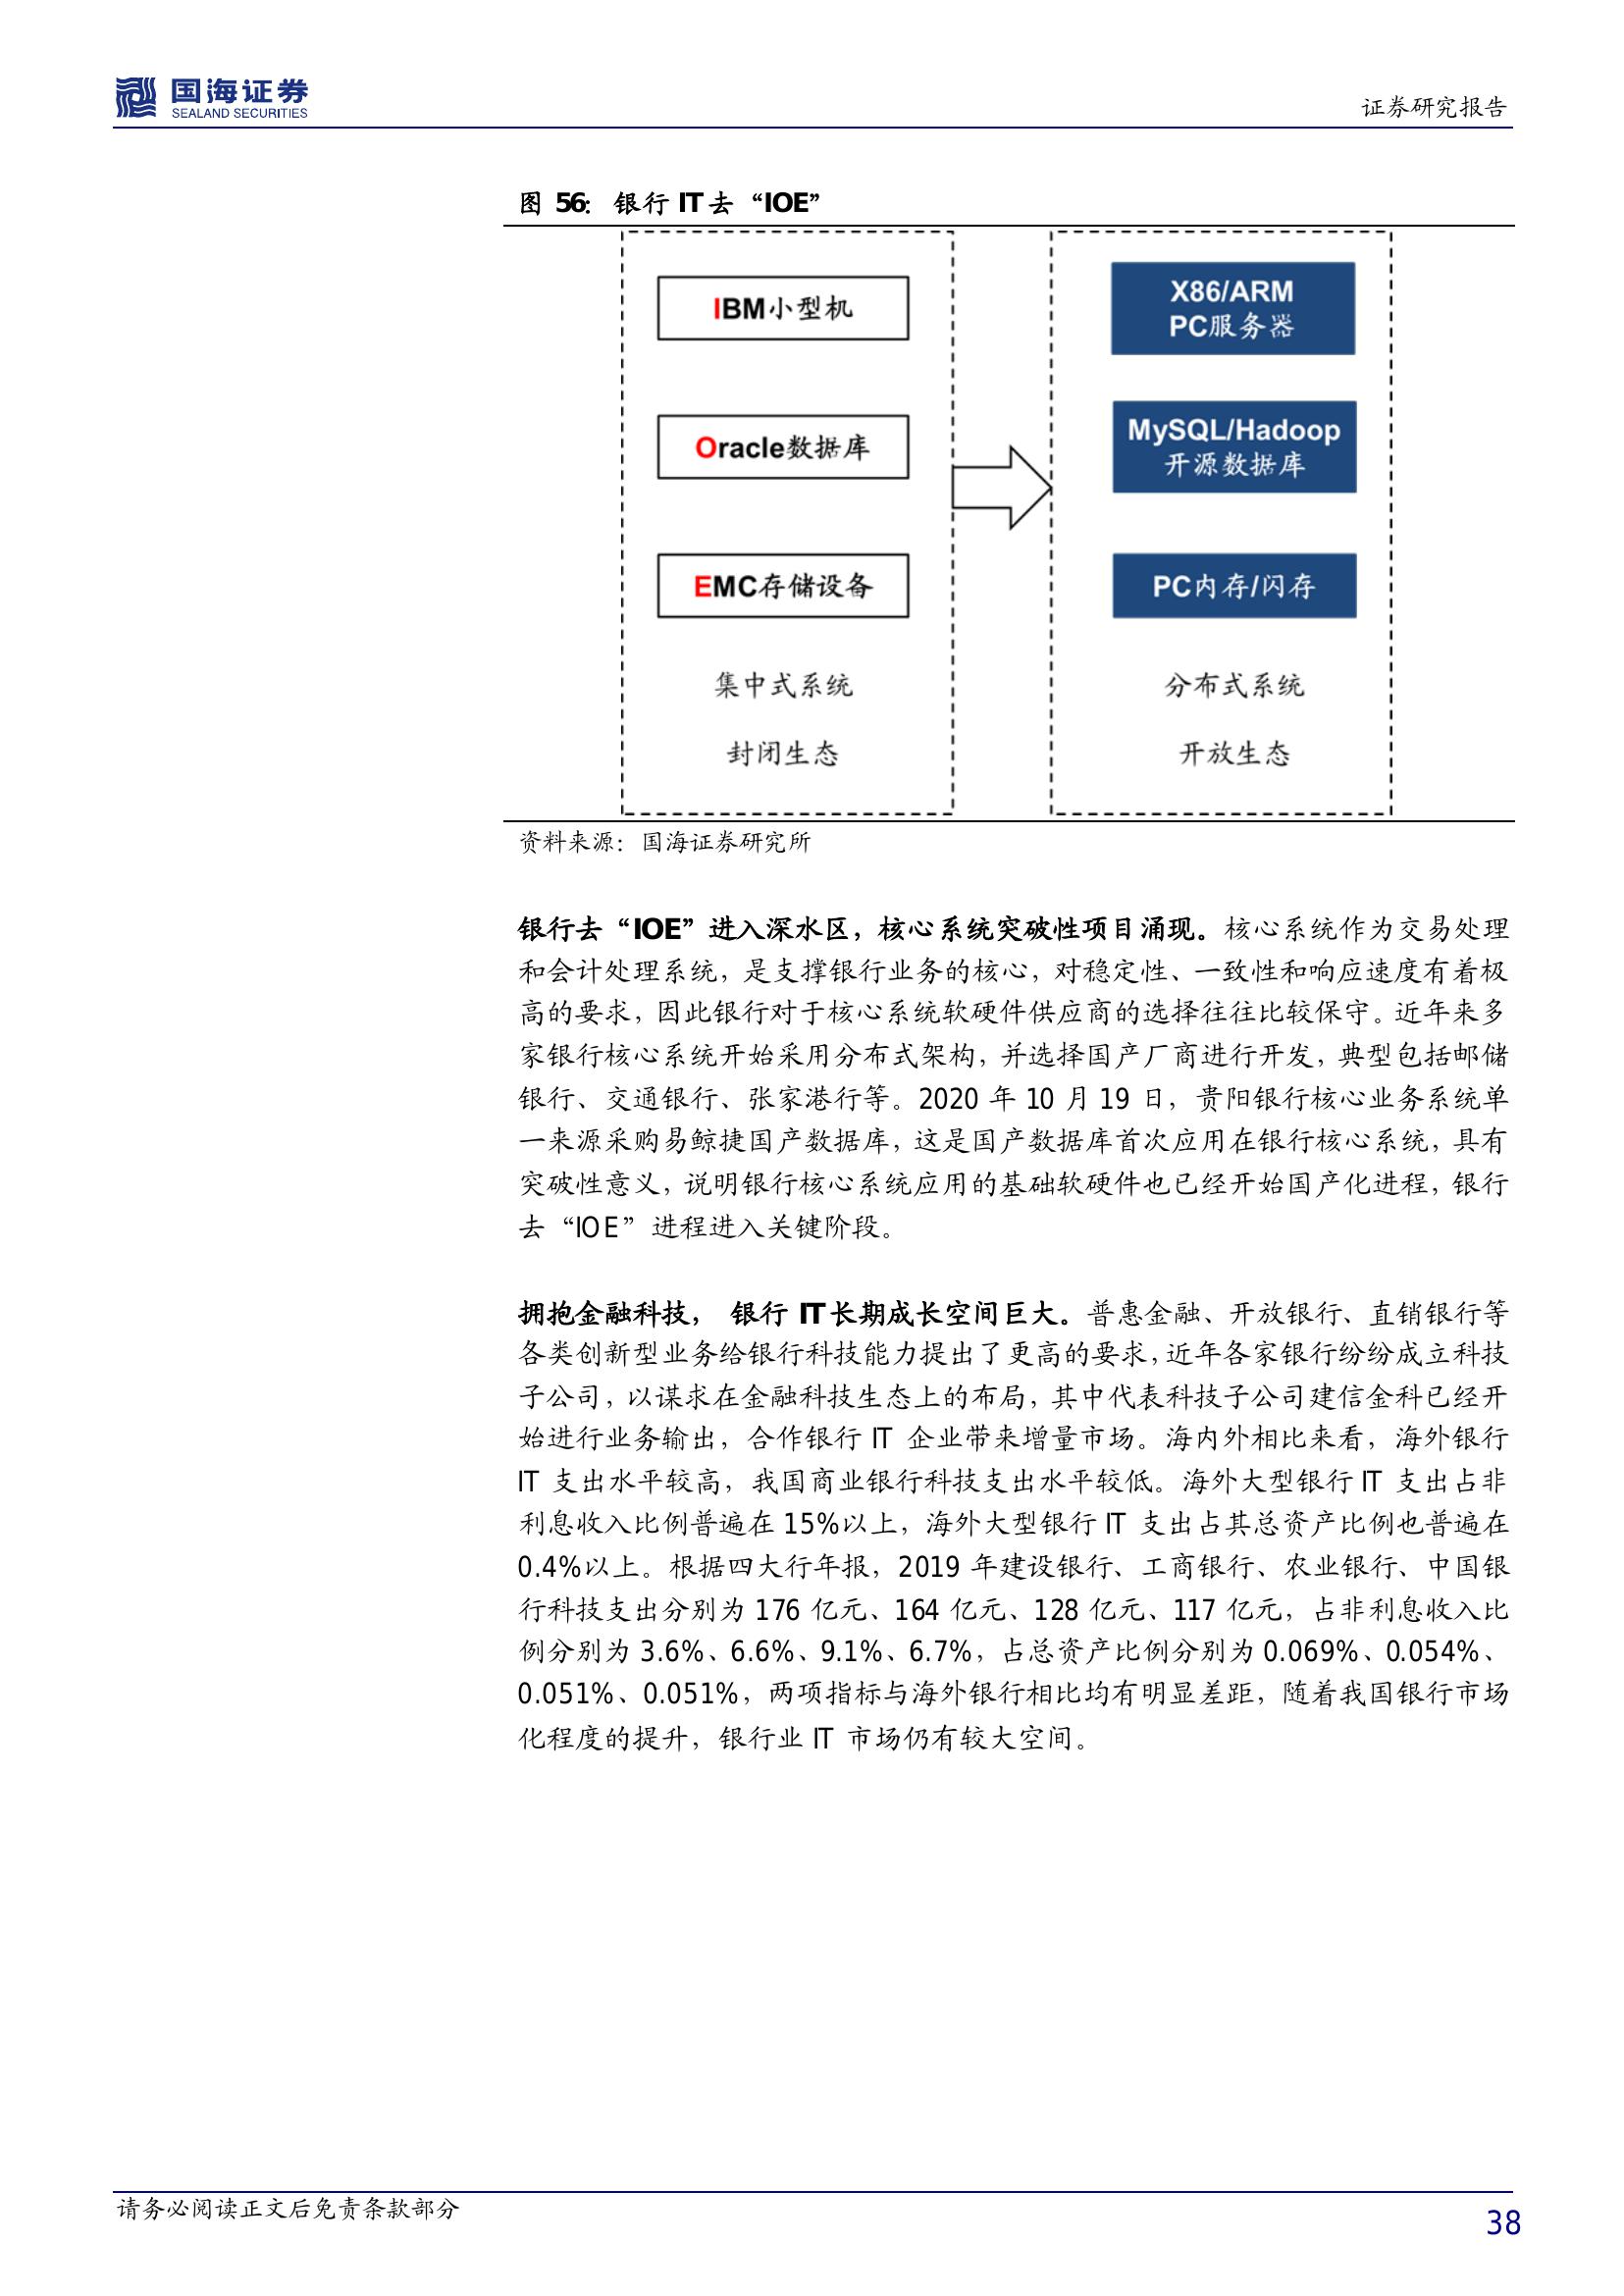 国海证券
SEALAND SECURITIES
证券研究报告
图 56： 银行 IT 去“IOE”
IBM小型机
Oracle数据库
EMC存储设备
集中式系统
封闭生态
X86/ARM
PC服务器
MySQL/Hadoop
开源数据库
PC内存/闪存
分布式系统
开放生态
资料来源：国海证券研究所
银行去“IOE”进入深水区，核心系统突破性项目涌现。核心系统作为交易处理
和会计处理系统，是支撑银行业务的核心，对稳定性、一致性和响应速度有着极
高的要求，因此银行对于核心系统软硬件供应商的选择往往比较保守。近年来多
家银行核心系统开始采用分布式架构，并选择国产厂商进行开发，典型包括邮储
银行、交通银行、张家港行等。2020 年 10 月 19 日，贵阳银行核心业务系统单
一来源采购易鲸捷国产数据库，这是国产数据库首次应用在银行核心系统，具有
突破性意义，说明银行核心系统应用的基础软硬件也已经开始国产化进程，银行
去“IOE”进程进入关键阶段。
拥抱金融科技， 银行 IT 长期成长空间巨大。普惠金融、开放银行、直销银行等
各类创新型业务给银行科技能力提出了更高的要求，近年各家银行纷纷成立科技
子公司，以谋求在金融科技生态上的布局，其中代表科技子公司建信金科已经开
始进行业务输出，合作银行 IT 企业带来增量市场。海内外相比来看，海外银行
IT 支出水平较高，我国商业银行科技支出水平较低。海外大型银行 IT 支出占非
利息收入比例普遍在 15%以上，海外大型银行 IT 支出占其总资产比例也普遍在
0.4%以上。根据四大行年报，2019 年建设银行、工商银行、农业银行、中国银
行科技支出分别为 176 亿元、164 亿元、128 亿元、117 亿元，占非利息收入比
例分别为 3.6%、6.6%、9.1%、6.7%，占总资产比例分别为 0.069%、0.054%、
0.051%、0.051%，两项指标与海外银行相比均有明显差距，随着我国银行市场
化程度的提升，银行业 IT 市场仍有较大空间。
请务必阅读正文后免责条款部分
38